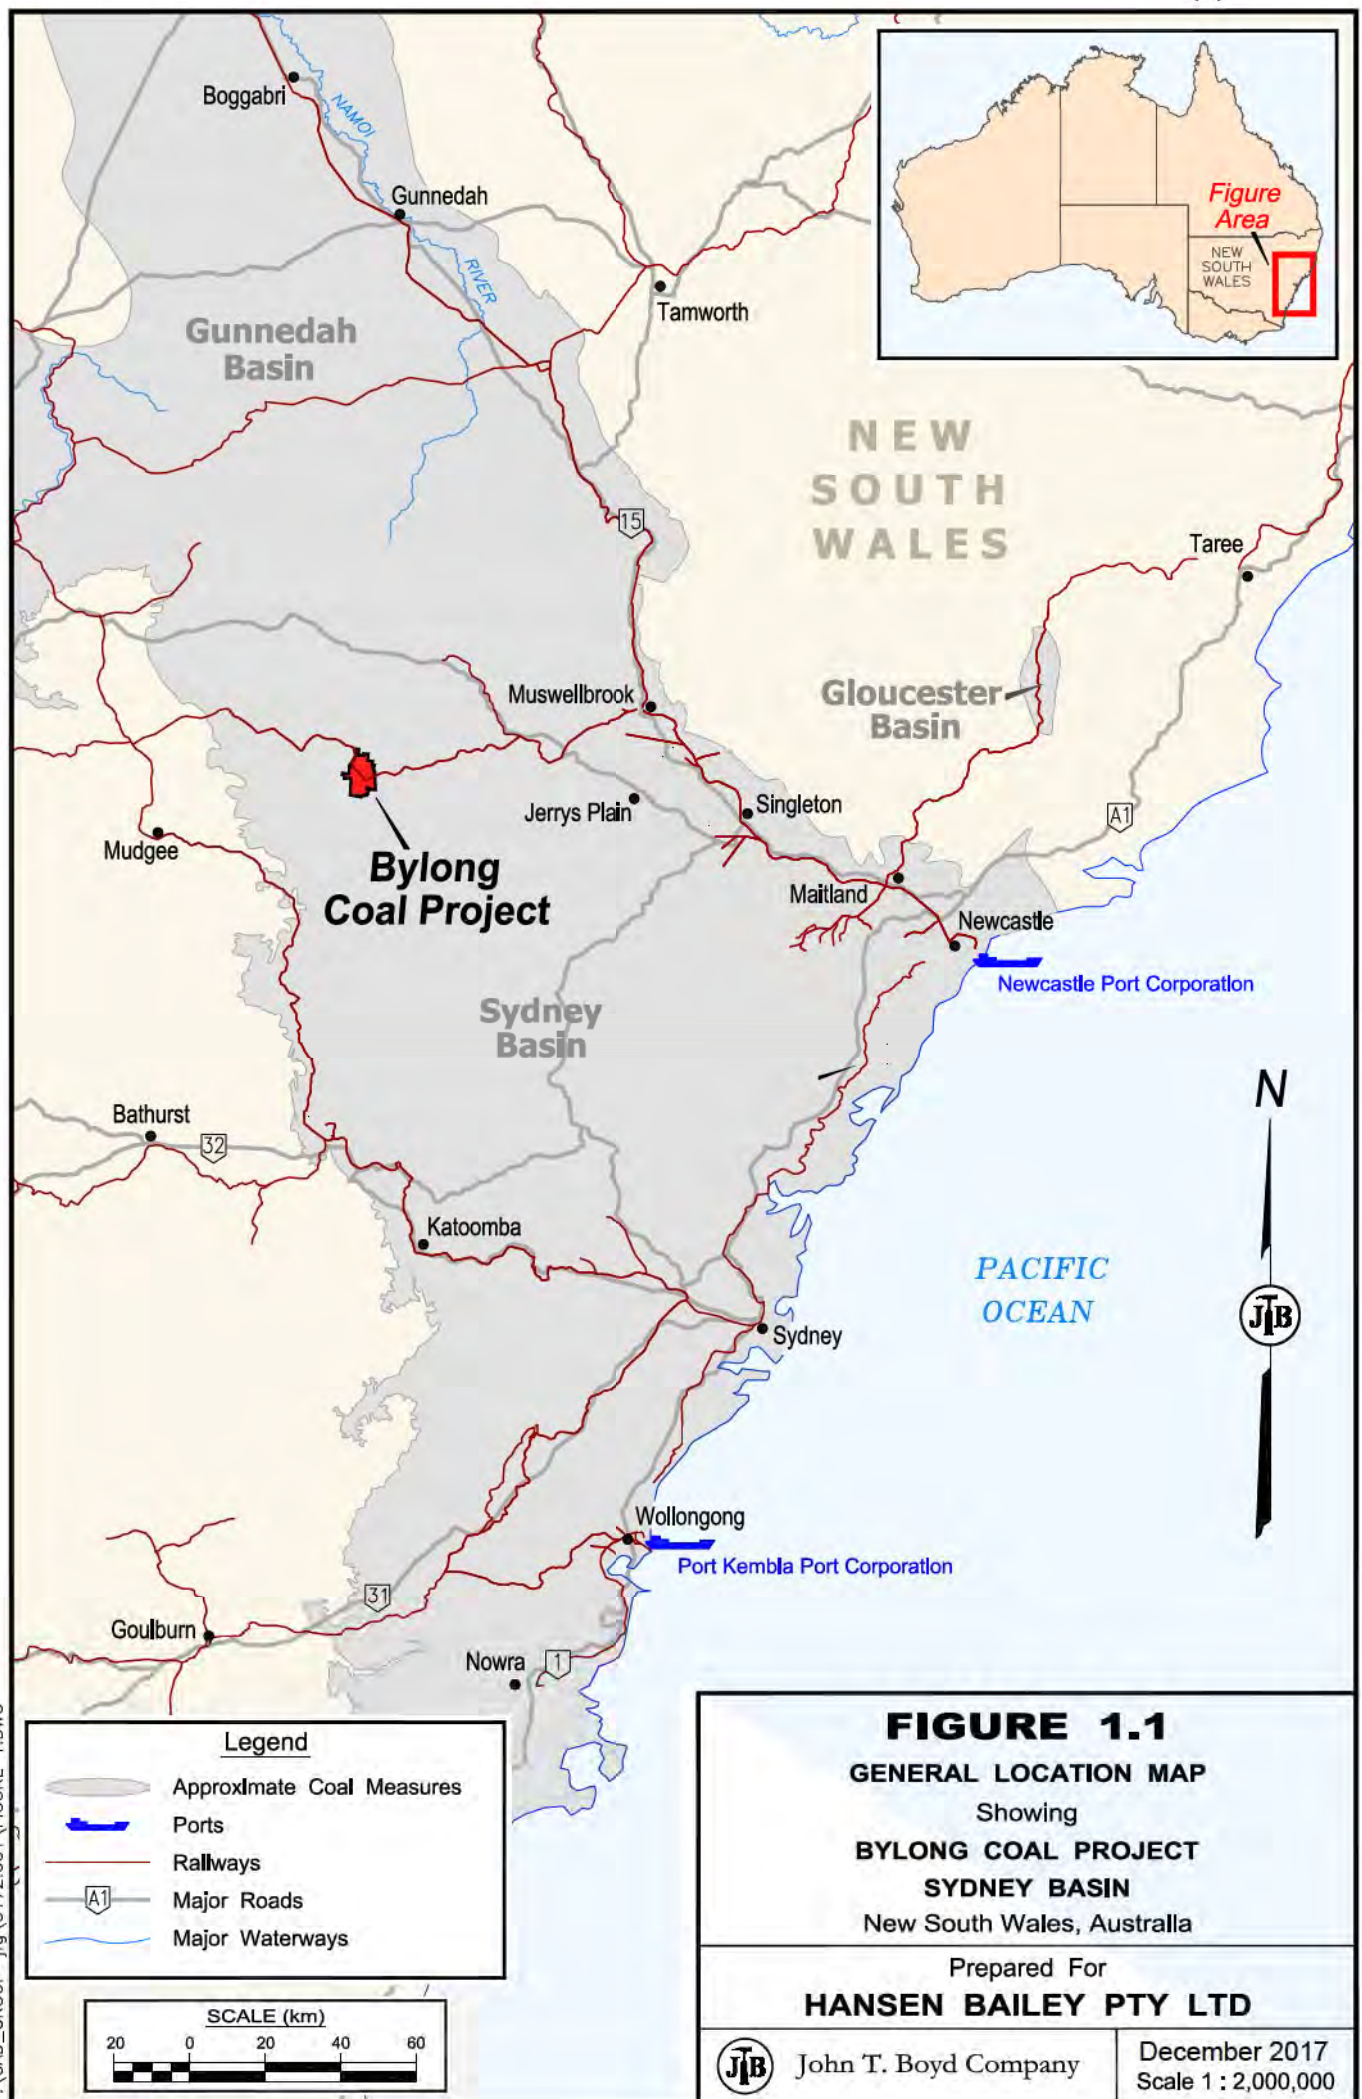 Boggabri
NAMOI
Gunnedah
RIVER
Tamworth
Figure
Area
NEW
SOUTH
WALES
Gunnedah
Basin
NEW
SOUTH
WALES
15
Taree
Muswellbrook
Gloucester
Basin
Jerrys Plain
Singleton
A1
Mudgee
Bylong
Coal Project
Maitland
Newcastle
Newcastle Port Corporation
Sydney
Basin
N
Bathurst
32
Katoomba
PACIFIC
OCEAN
JTB
Sydney
Wollongong
Port Kembla Port Corporation
31
Goulburn
Nowra
1
Legend
Approximate Coal Measures
Ports
Railways
A1
Major Roads
Major Waterways
SCALE (km)
20 0 20 40 60
FIGURE 1.1
GENERAL LOCATION MAP
Showing
BYLONG COAL PROJECT
SYDNEY BASIN
New South Wales, Australia
Prepared For
HANSEN BAILEY PTY LTD
JTB
John T. Boyd Company
December 2017
Scale 1 : 2,000,000